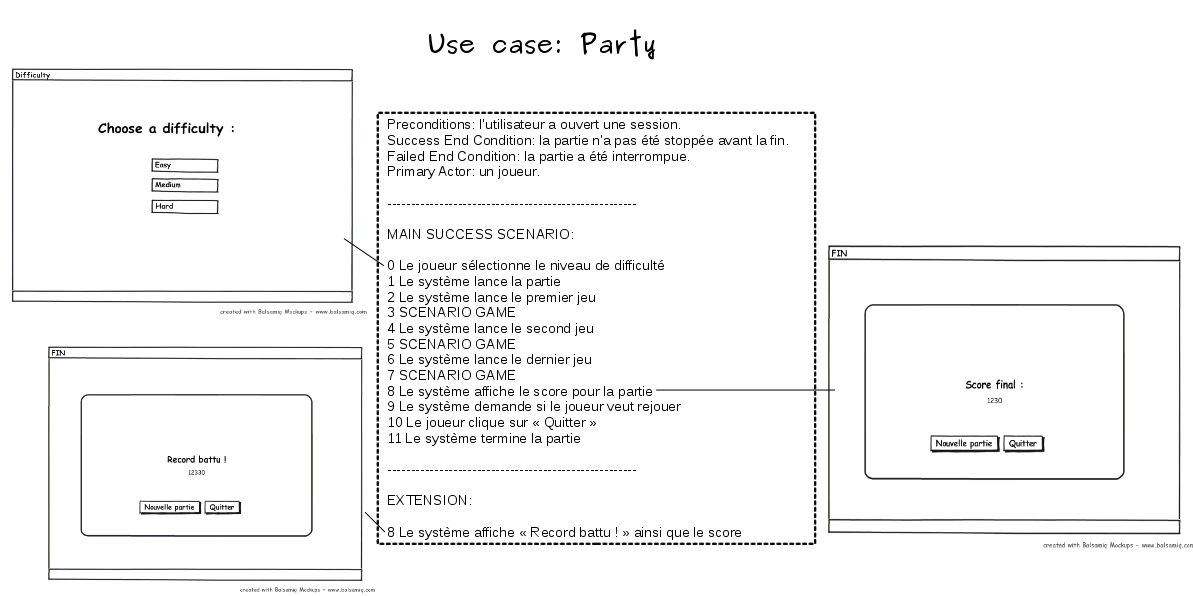 Use case: Party
Difficulty
Choose a difficulty :
Easy
Medium
Hard
created with Balsamiq Mockups - www.balsamiq.com
FIN
Record battu !
12330
Nouvelle partie
Quitter
created with Balsamiq Mockups - www.balsamiq.com
Preconditions: l'utilisateur a ouvert une session.
Success End Condition: la partie n'a pas été stoppée avant la fin.
Failed End Condition: la partie a été interrompue.
Primary Actor: un joueur.
-----------------------------------------------------
MAIN SUCCESS SCENARIO:
0 Le joueur sélectionne le niveau de difficulté
1 Le système lance la partie
2 Le système lance le premier jeu
3 SCENARIO GAME
4 Le système lance le second jeu
5 SCENARIO GAME
6 Le système lance le dernier jeu
7 SCENARIO GAME
8 Le système affiche le score pour la partie
9 Le système demande si le joueur veut rejouer
10 Le joueur clique sur « Quitter »
11 Le système termine la partie
-----------------------------------------------------
EXTENSION:
8 Le système affiche « Record battu ! » ainsi que le score
FIN
Score final :
1230
Nouvelle partie
Quitter
created with Balsamiq Mockups - www.balsamiq.com